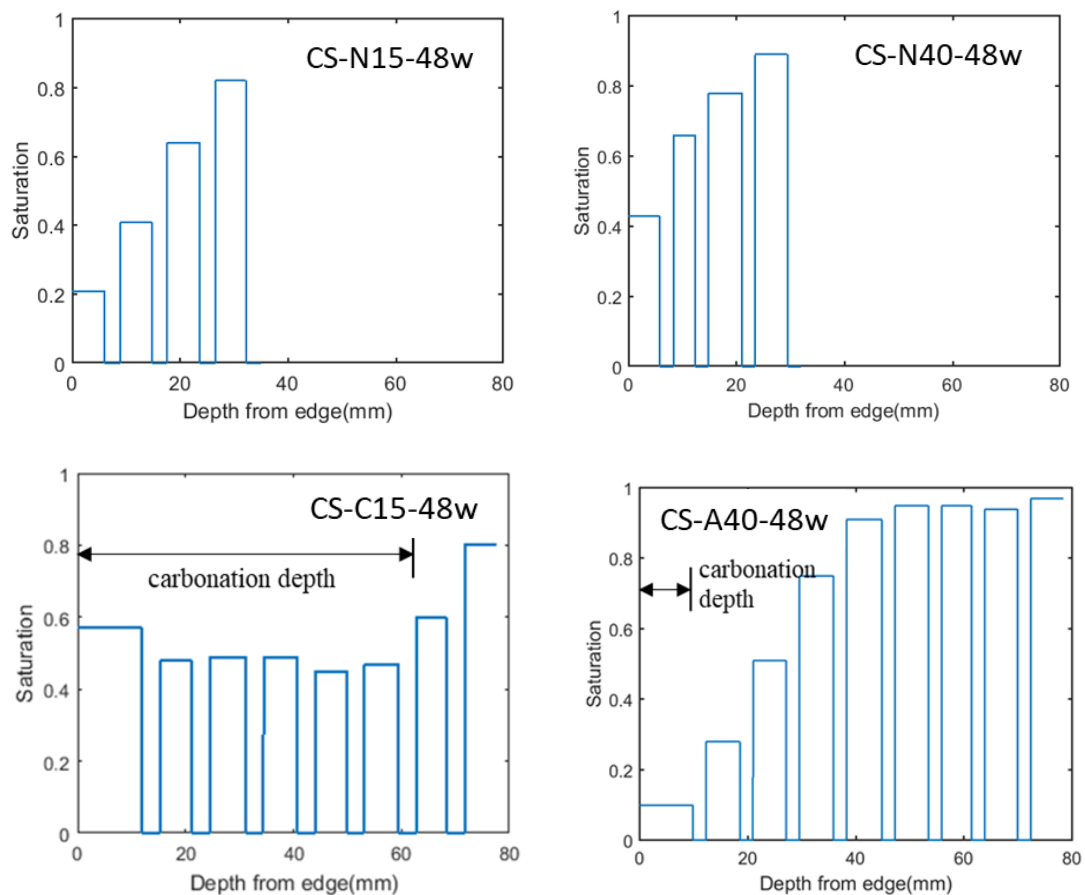 1
CS-N15-48w
0.8
0.6
0.4
0.2
0
Saturation
0 20 40 60 80
Depth from edge(mm)
1
CS-N40-48w
0.8
0.6
0.4
0.2
0
Saturation
0 20 40 60 80
Depth from edge(mm)
1
CS-C15-48w
0.8
carbonation depth
0.6
0.4
0.2
0
Saturation
0 20 40 60 80
Depth from edge(mm)
1
CS-A40-48w
0.8
carbonation
depth
0.6
0.4
0.2
0
Saturation
0 20 40 60 80
Depth from edge(mm)